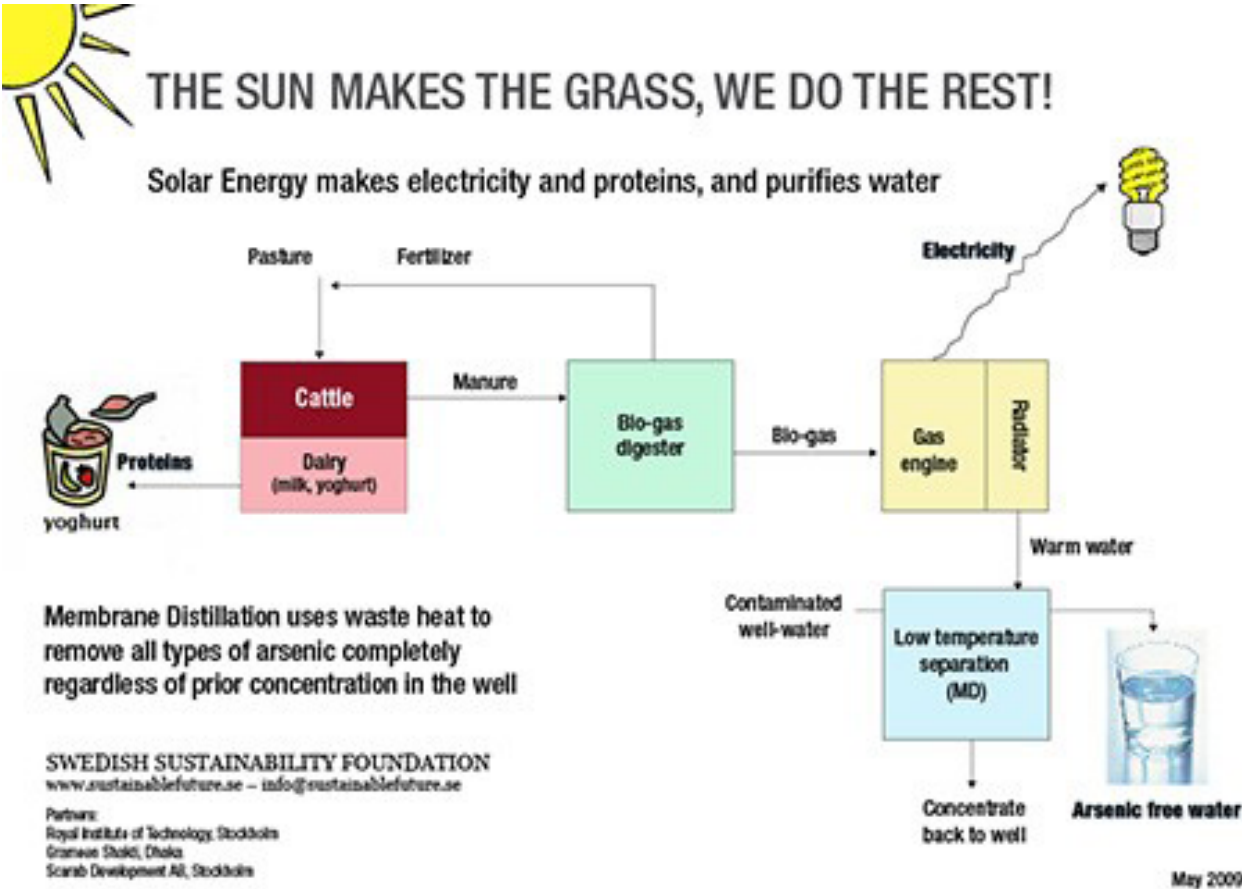 THE SUN MAKES THE GRASS, WE DO THE REST!
Solar Energy makes electricity and proteins, and purifies water
Electricity
Pasture
Fertilizer
Cattle
Manure
Dairy
(milk, yoghurt)
Proteins
yoghurt
Bio-gas
digester
Bio-gas
Gas
engine
Radiator
Warm water
Contaminated
well-water
Low temperature
separation
(MD)
Concentrate
back to well
Arsenic free water
Membrane Distillation uses waste heat to
remove all types of arsenic completely
regardless of prior concentration in the well
SWEDISH SUSTAINABILITY FOUNDATION
www.sustainablefuture.se – info@sustainablefuture.se
Partners:
Royal Institute of Technology, Stockholm
Grameen Shakti, Dhaka
Scarab Development AB, Stockholm
May 2009